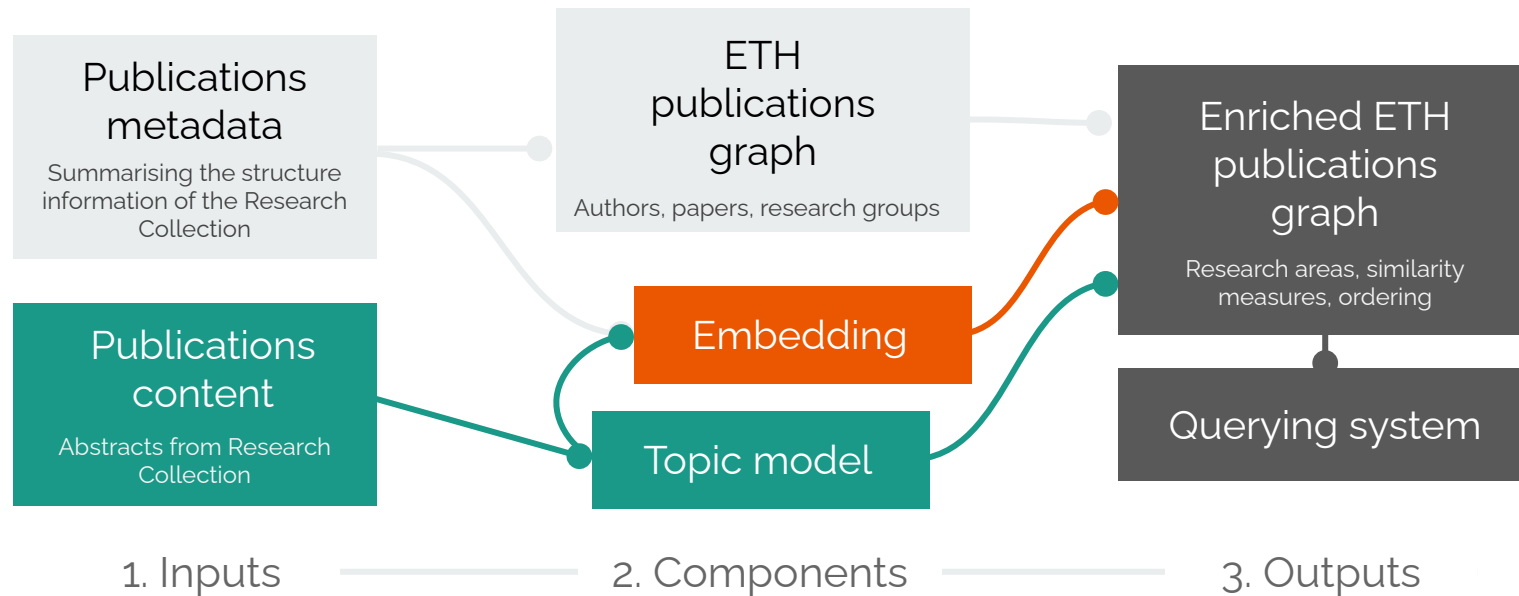 Publications
metadata
Summarising the structure
information of the Research
Collection
Publications
content
Abstracts from Research
Collection
ETH
publications
graph
Authors, papers, research groups
Embedding
Topic model
Enriched ETH
publications
graph
Research areas, similarity
measures, ordering
Querying system
1. Inputs
2. Components
3. Outputs